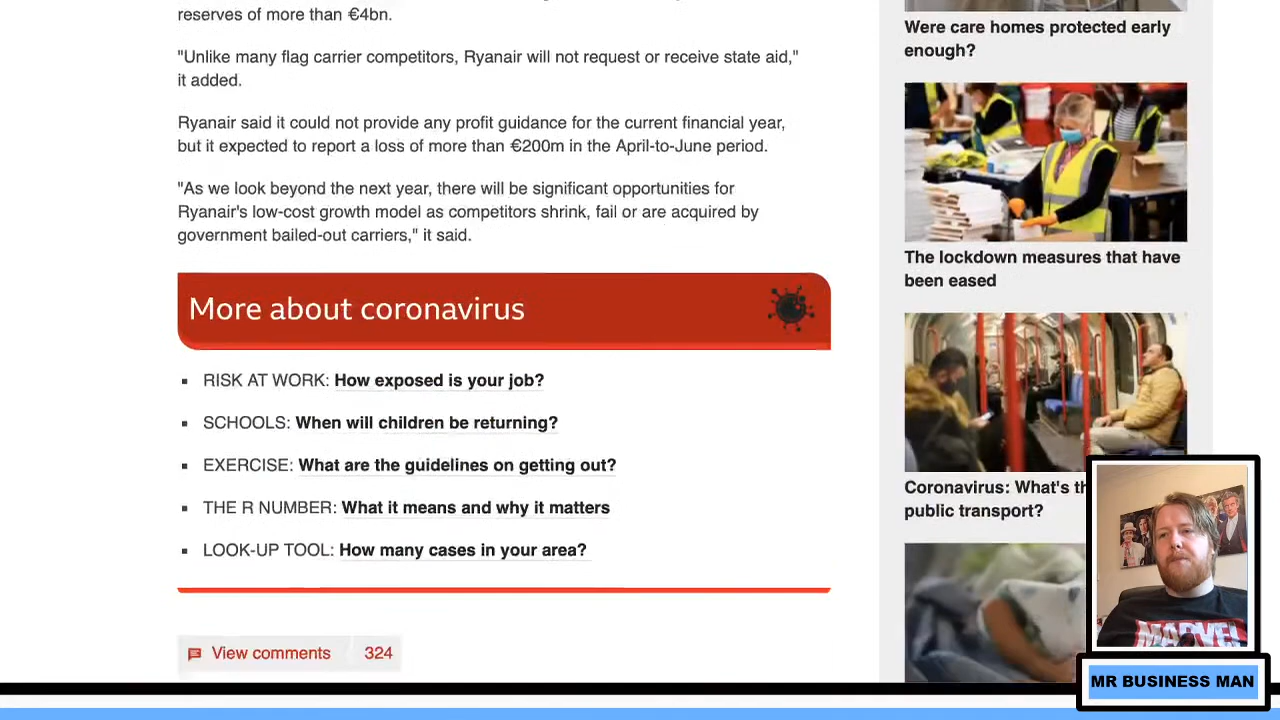 reserves of more than €4bn.
"Unlike many flag carrier competitors, Ryanair will not request or receive state aid,"
it added.
Ryanair said it could not provide any profit guidance for the current financial year,
but it expected to report a loss of more than €200m in the April-to-June period.
"As we look beyond the next year, there will be significant opportunities for
Ryanair's low-cost growth model as competitors shrink, fail or are acquired by
government bailed-out carriers," it said.
More about coronavirus
RISK AT WORK: How exposed is your job?
SCHOOLS: When will children be returning?
EXERCISE: What are the guidelines on getting out?
THE R NUMBER: What it means and why it matters
LOOK-UP TOOL: How many cases in your area?
View comments 324
Were care homes protected early
enough?
The lockdown measures that have
been eased
Coronavirus: What's
public transport?
MARVEL
MR BUSINESS MAN